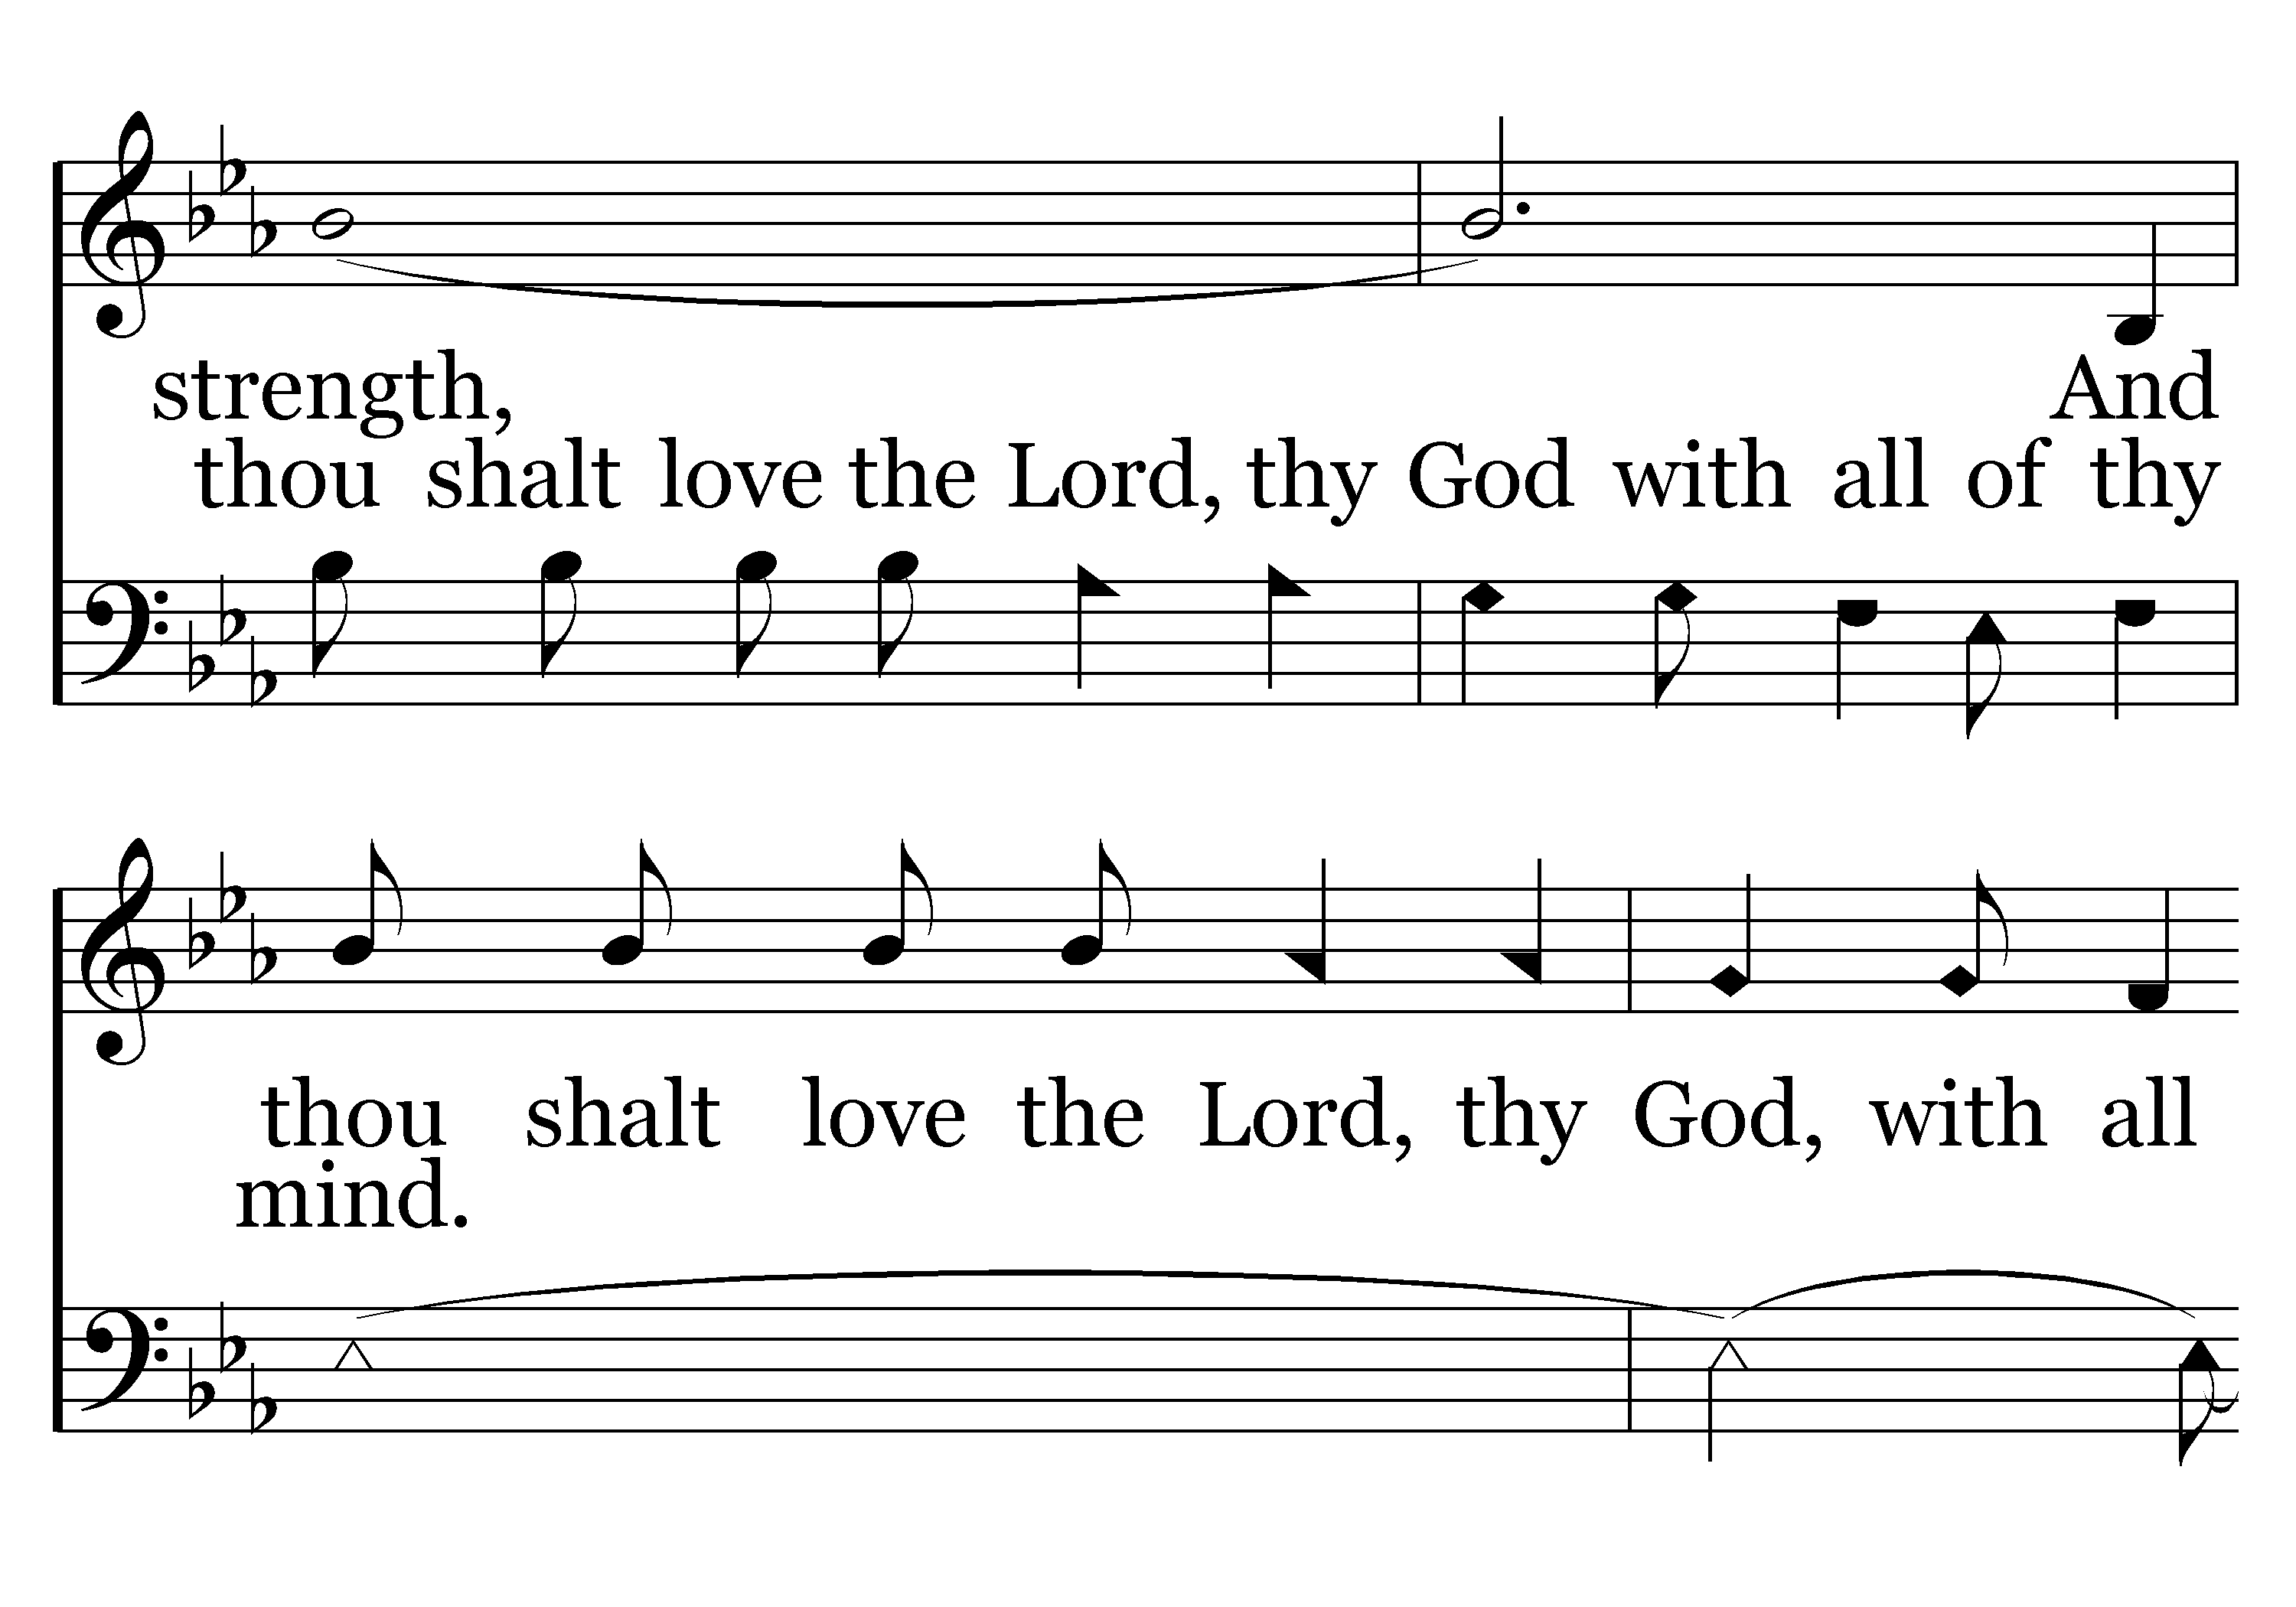 strength, And
thou shalt love the Lord, thy God with all of thy
thou shalt love the Lord, thy God, with all
mind.